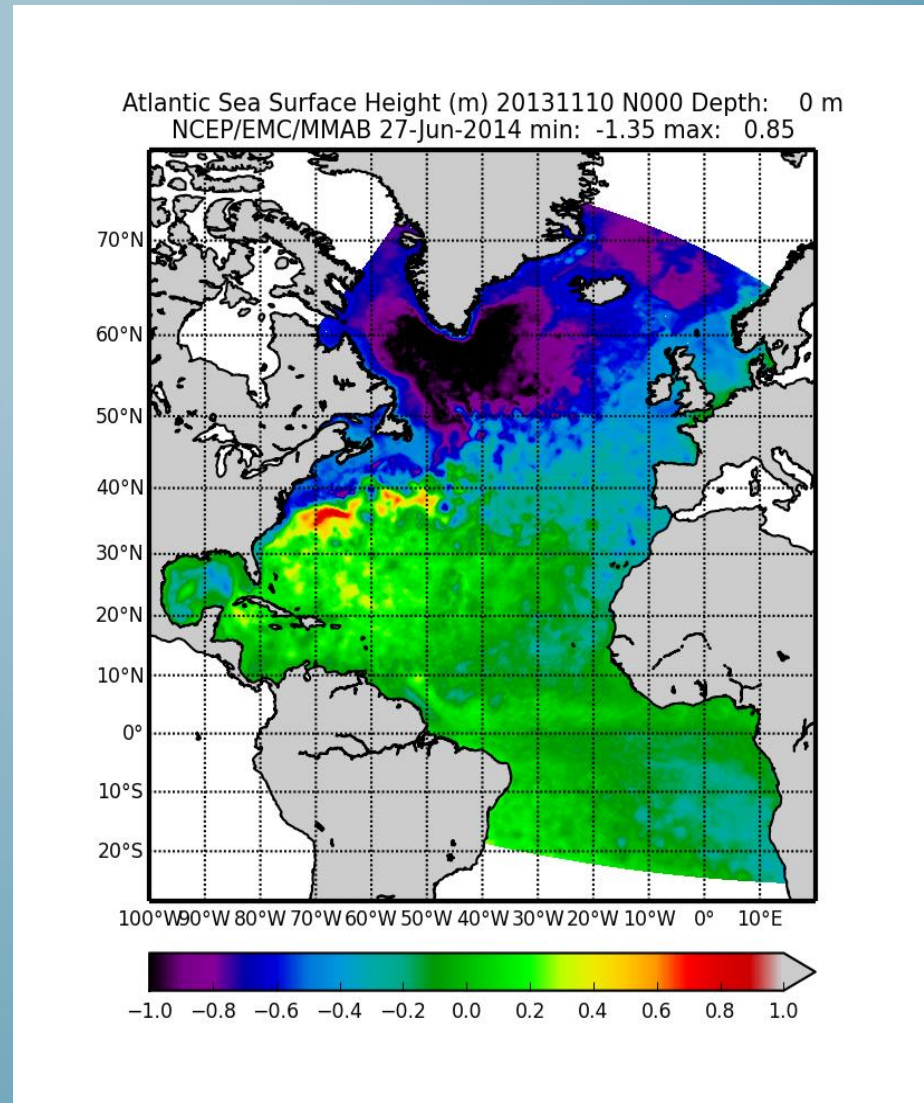 Atlantic Sea Surface Height (m) 20131110 N000 Depth: 0 m
NCEP/EMC/MMAB 27-Jun-2014 min: -1.35 max: 0.85
70°N
60°N
50°N
40°N
30°N
20°N
10°N
0°
10°S
20°S
100°W 90°W 80°W 70°W 60°W 50°W 40°W 30°W 20°W 10°W 0° 10°E
−1.0 −0.8 −0.6 −0.4 −0.2 0.0 0.2 0.4 0.6 0.8 1.0